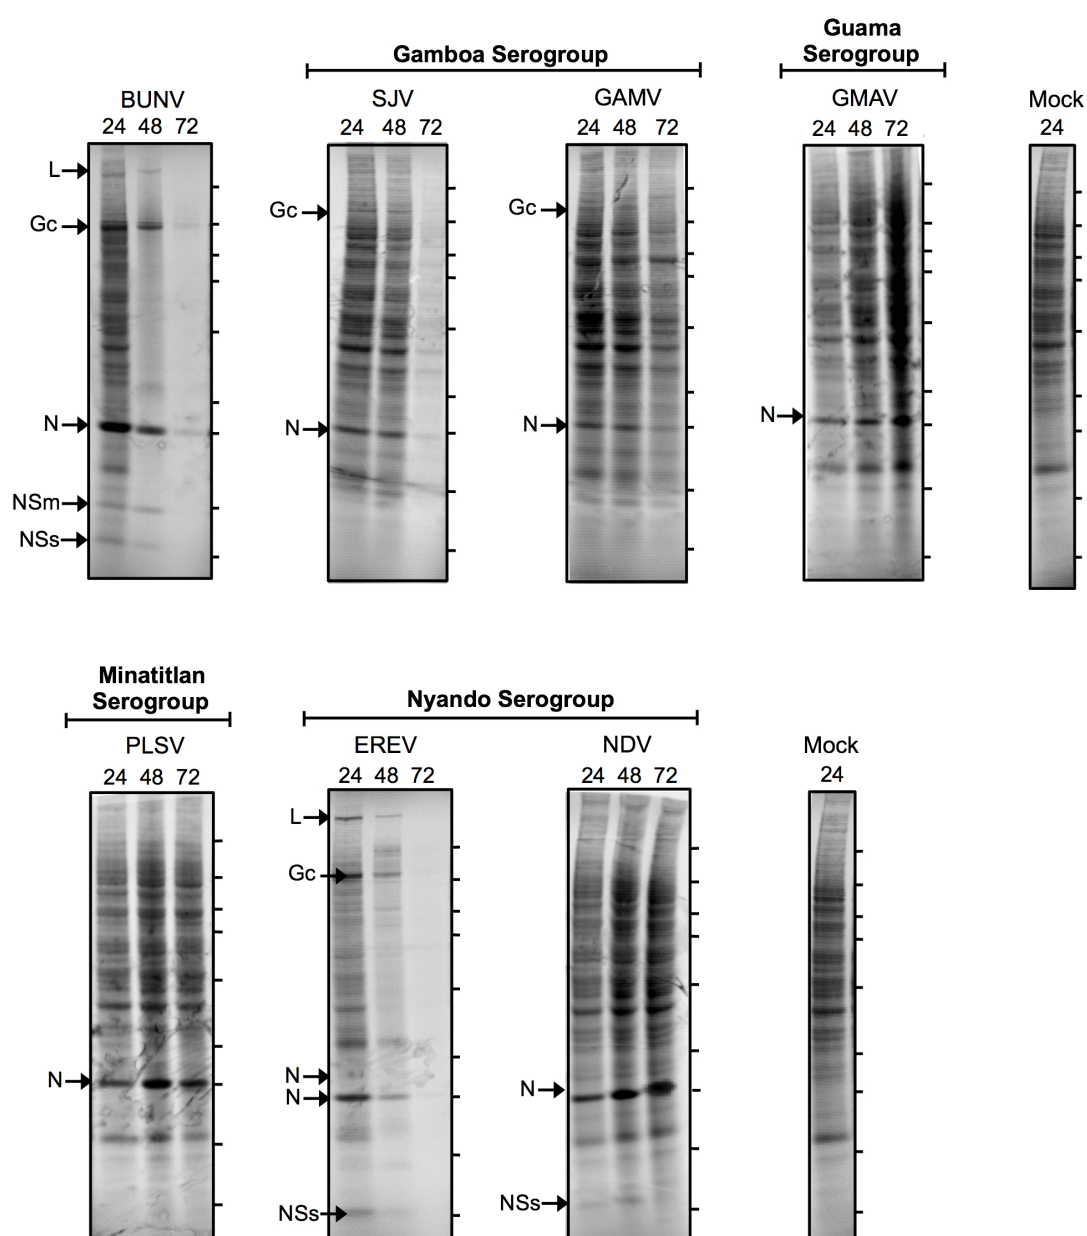 Gamboa Serogroup
Guama
Serogroup
BUNV
SJV
GAMV
GMAV
Mock
24 48 72
24 48 72
24 48 72
24 48 72
24
L
Gc
Gc
Gc
N
N
N
N
NSm
NSs
Minatitlan
Serogroup
Nyando Serogroup
PLSV
EREV
NDV
Mock
24 48 72
24 48 72
24 48 72
24
L
Gc
N
N
N
N
NSs
NSs